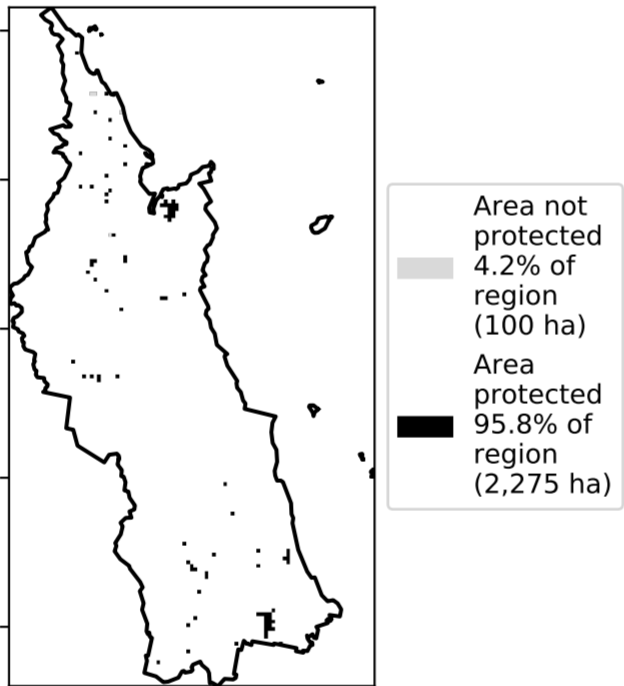 Area not
protected
4.2% of
region
(100 ha)
Area
protected
95.8% of
region
(2,275 ha)